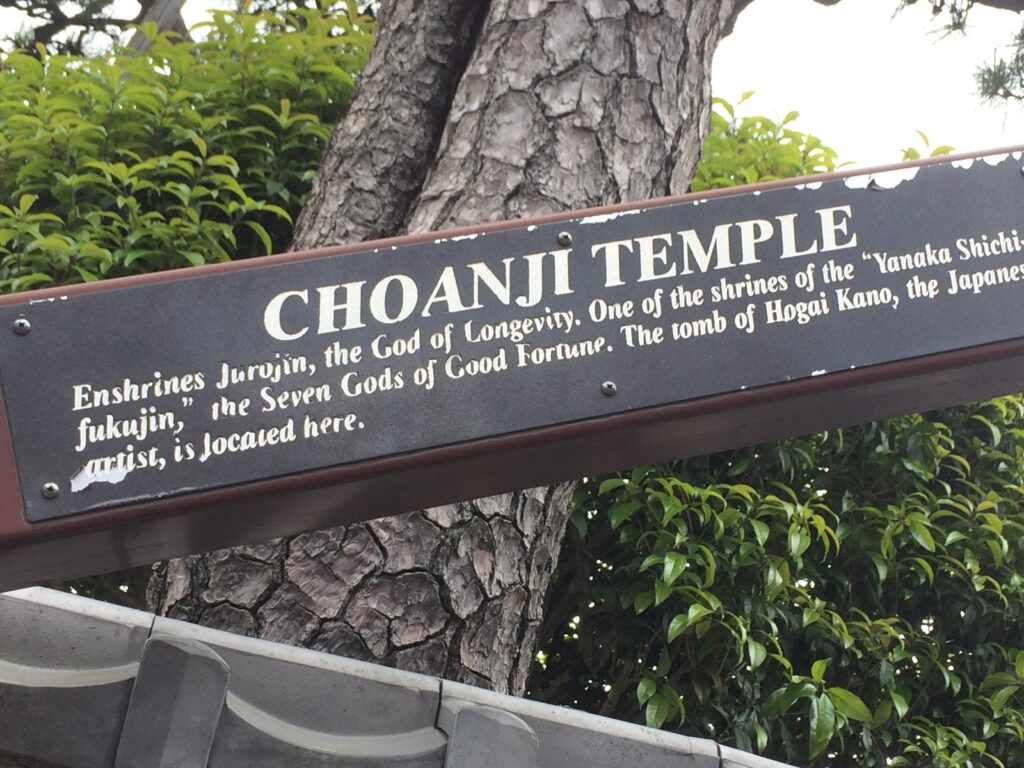 CHOANJI TEMPLE
Enshrines Jurojin, the God of Longevity. One of the shrines of the “Yanaka Shichi-
fukujin,” the Seven Gods of Good Fortune. The tomb of Hogai Kano, the Japanese
artist, is located here.